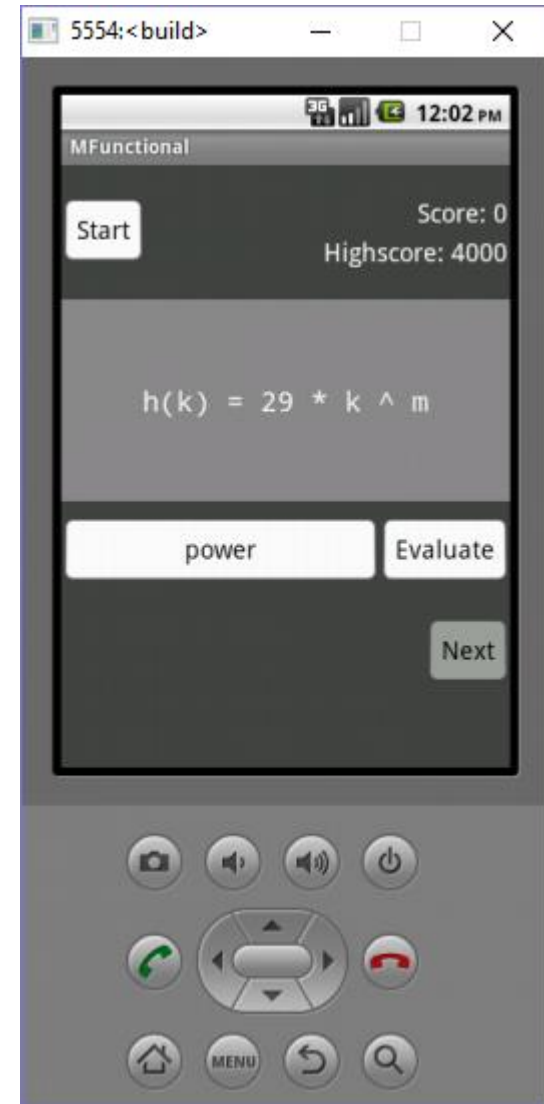 5554:<build>
3G 12:02 PM
MFunctional
Start
Score: 0
Highscore: 4000
h(k) = 29 * k ^ m
power
Evaluate
Next
MENU